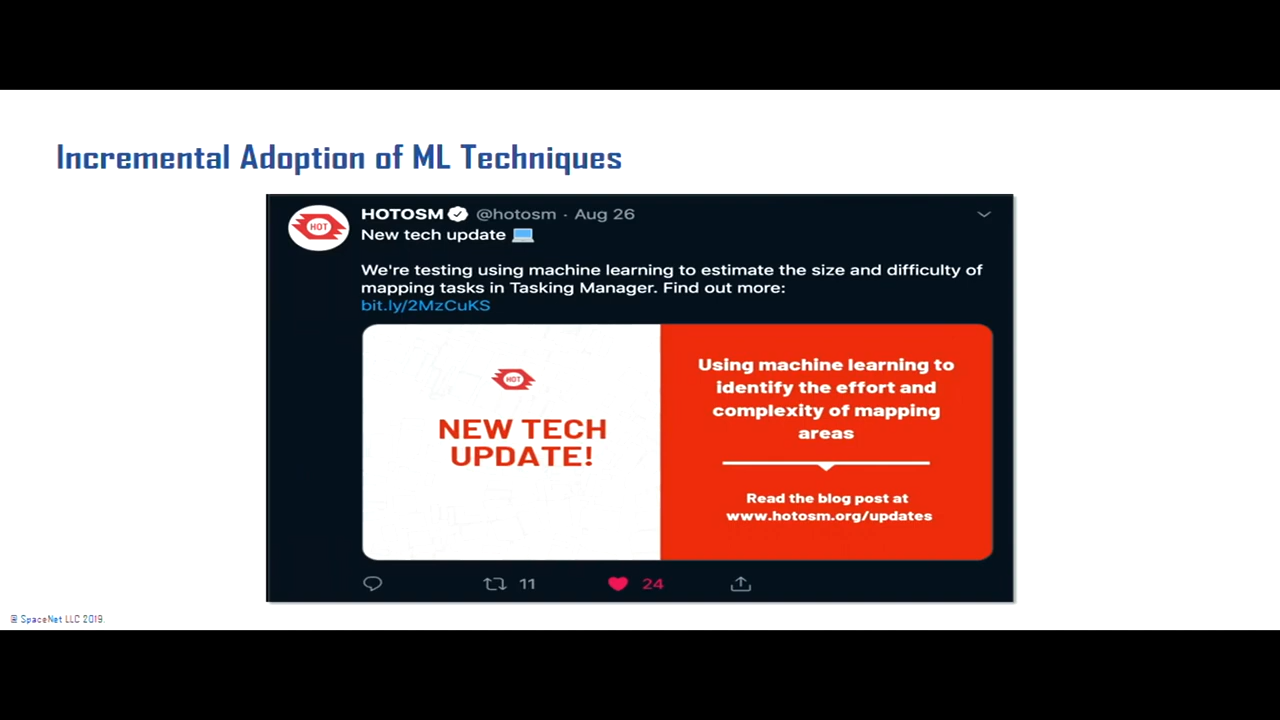 Incremental Adoption of ML Techniques
HOT
HOTOSM @hotosm · Aug 26
New tech update 💻
We're testing using machine learning to estimate the size and difficulty of
mapping tasks in Tasking Manager. Find out more:
bit.ly/2MzCuKS
HOT
NEW TECH
UPDATE!
Using machine learning to
identify the effort and
complexity of mapping
areas
Read the blog post at
www.hotosm.org/updates
11 24
@ SpaceNet LLC 2019.